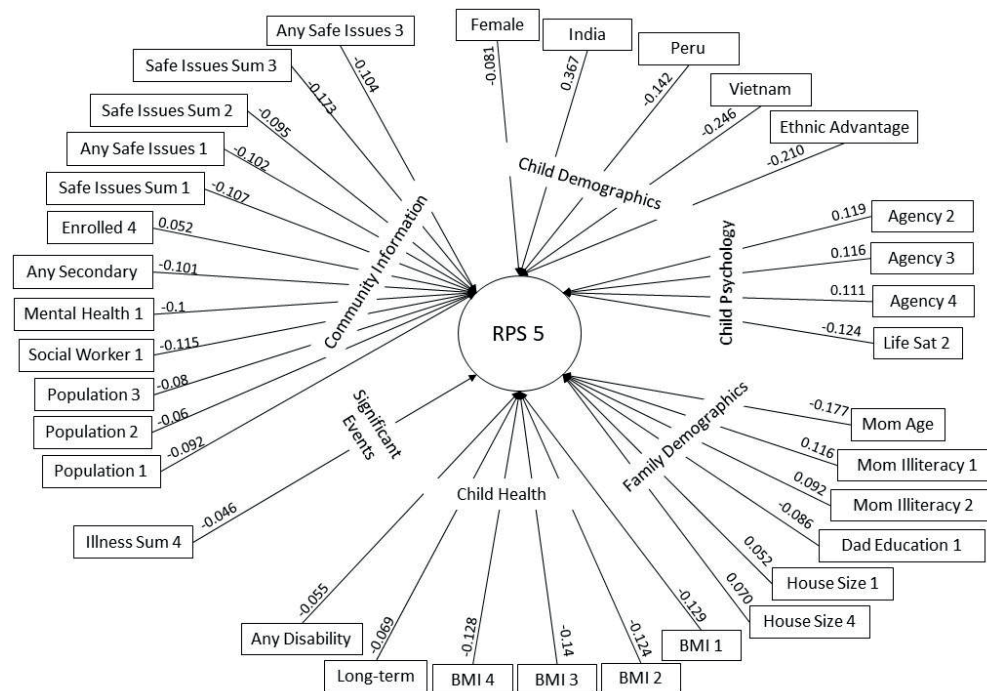 Any Safe Issues 3
-0.104
Safe Issues Sum 3
-0.173
Safe Issues Sum 2
-0.095
Any Safe Issues 1
-0.102
Safe Issues Sum 1
-0.107
Enrolled 4
0.052
Any Secondary
-0.101
Mental Health 1
-0.1
Social Worker 1
-0.115
Population 3
-0.08
Population 2
-0.06
Population 1
-0.092
Community Information
Female
-0.081
India
0.367
Peru
-0.142
Vietnam
-0.246
Ethnic Advantage
-0.210
Child Demographics
Agency 2
0.119
Agency 3
0.116
Agency 4
0.111
Life Sat 2
-0.124
Child Psychology
RPS 5
Mom Age
-0.177
Mom Illiteracy 1
0.116
Mom Illiteracy 2
0.092
Dad Education 1
-0.086
House Size 1
0.052
House Size 4
0.070
Family Demographics
Significant
Events
Illness Sum 4
-0.046
Child Health
Any Disability
-0.055
Long-term
-0.069
BMI 4
-0.128
BMI 3
-0.14
BMI 2
-0.124
BMI 1
-0.129